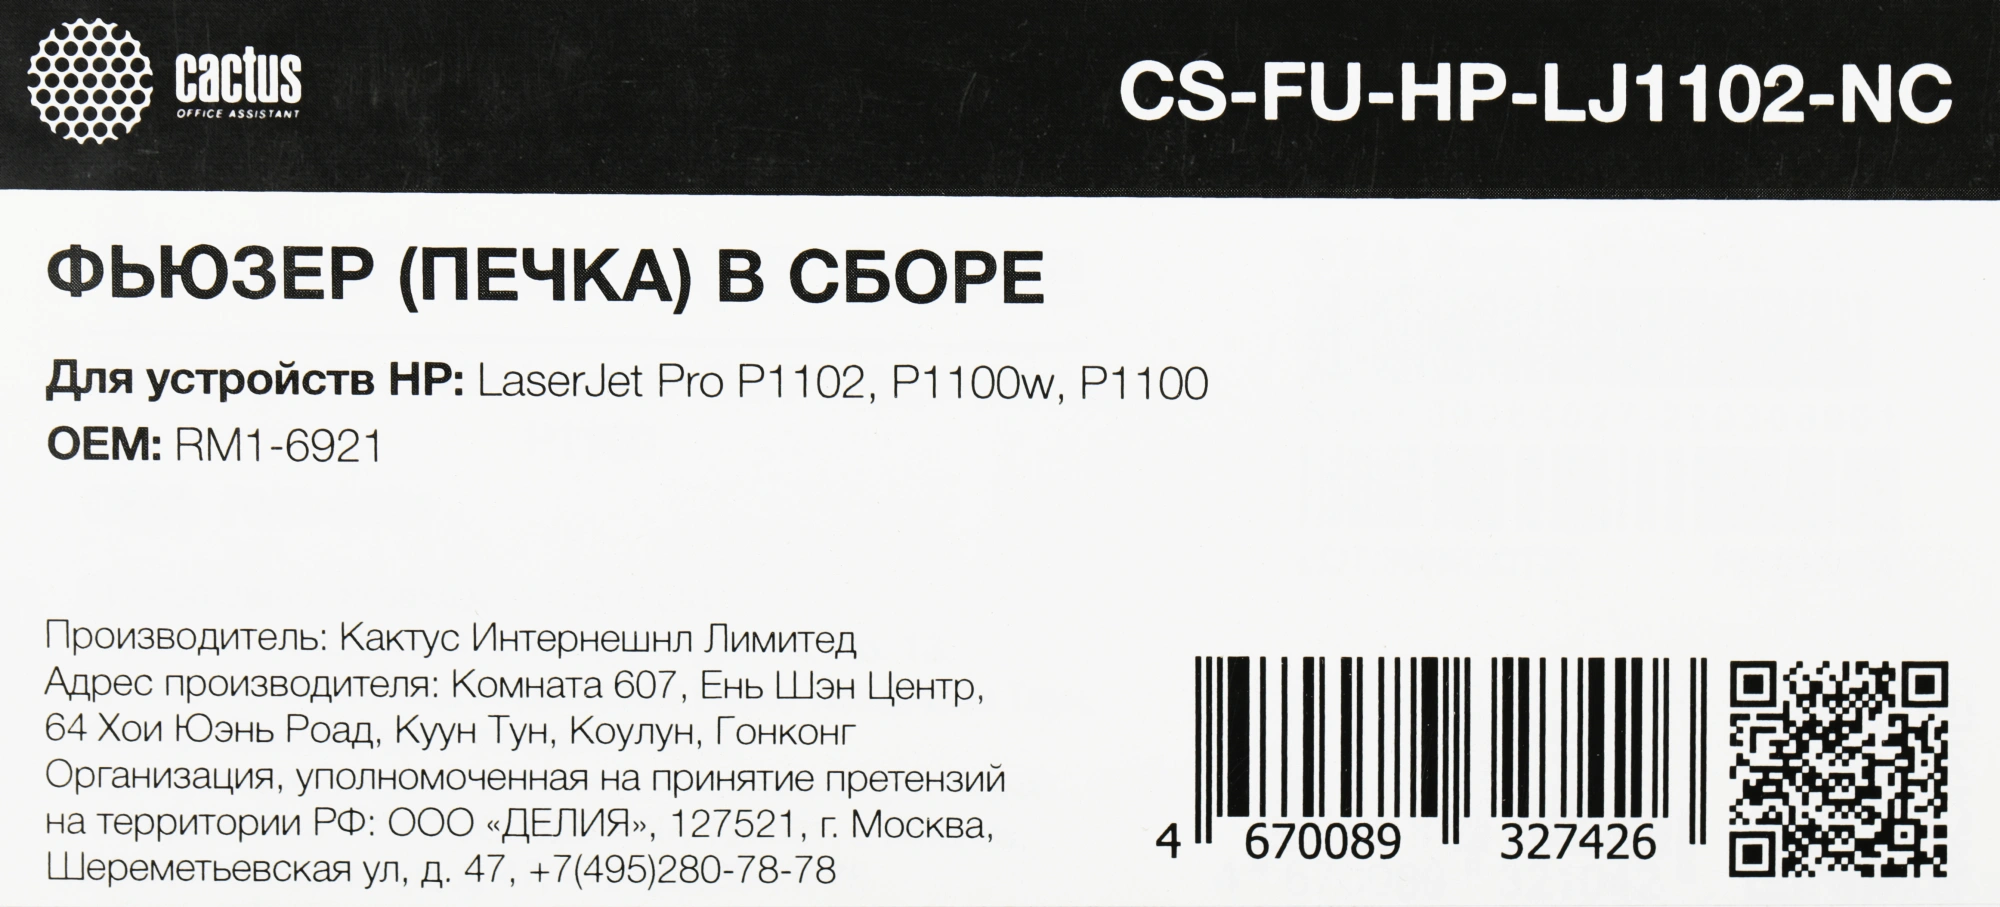 cactus
OFFICE ASSISTANT
CS-FU-HP-LJ1102-NC
ФЬЮЗЕР (ПЕЧКА) В СБОРЕ
Для устройств HP: LaserJet Pro P1102, P1100w, P1100
OEM: RM1-6921
Производитель: Кактус Интернешнл Лимитед
Адрес производителя: Комната 607, Ень Шэн Центр,
64 Хои Юэнь Роад, Куун Тун, Коулун, Гонконг
Организация, уполномоченная на принятие претензий
на территории РФ: ООО «ДЕЛИЯ», 127521, г. Москва,
Шереметьевская ул, д. 47, +7(495)280-78-78
4 670089 327426